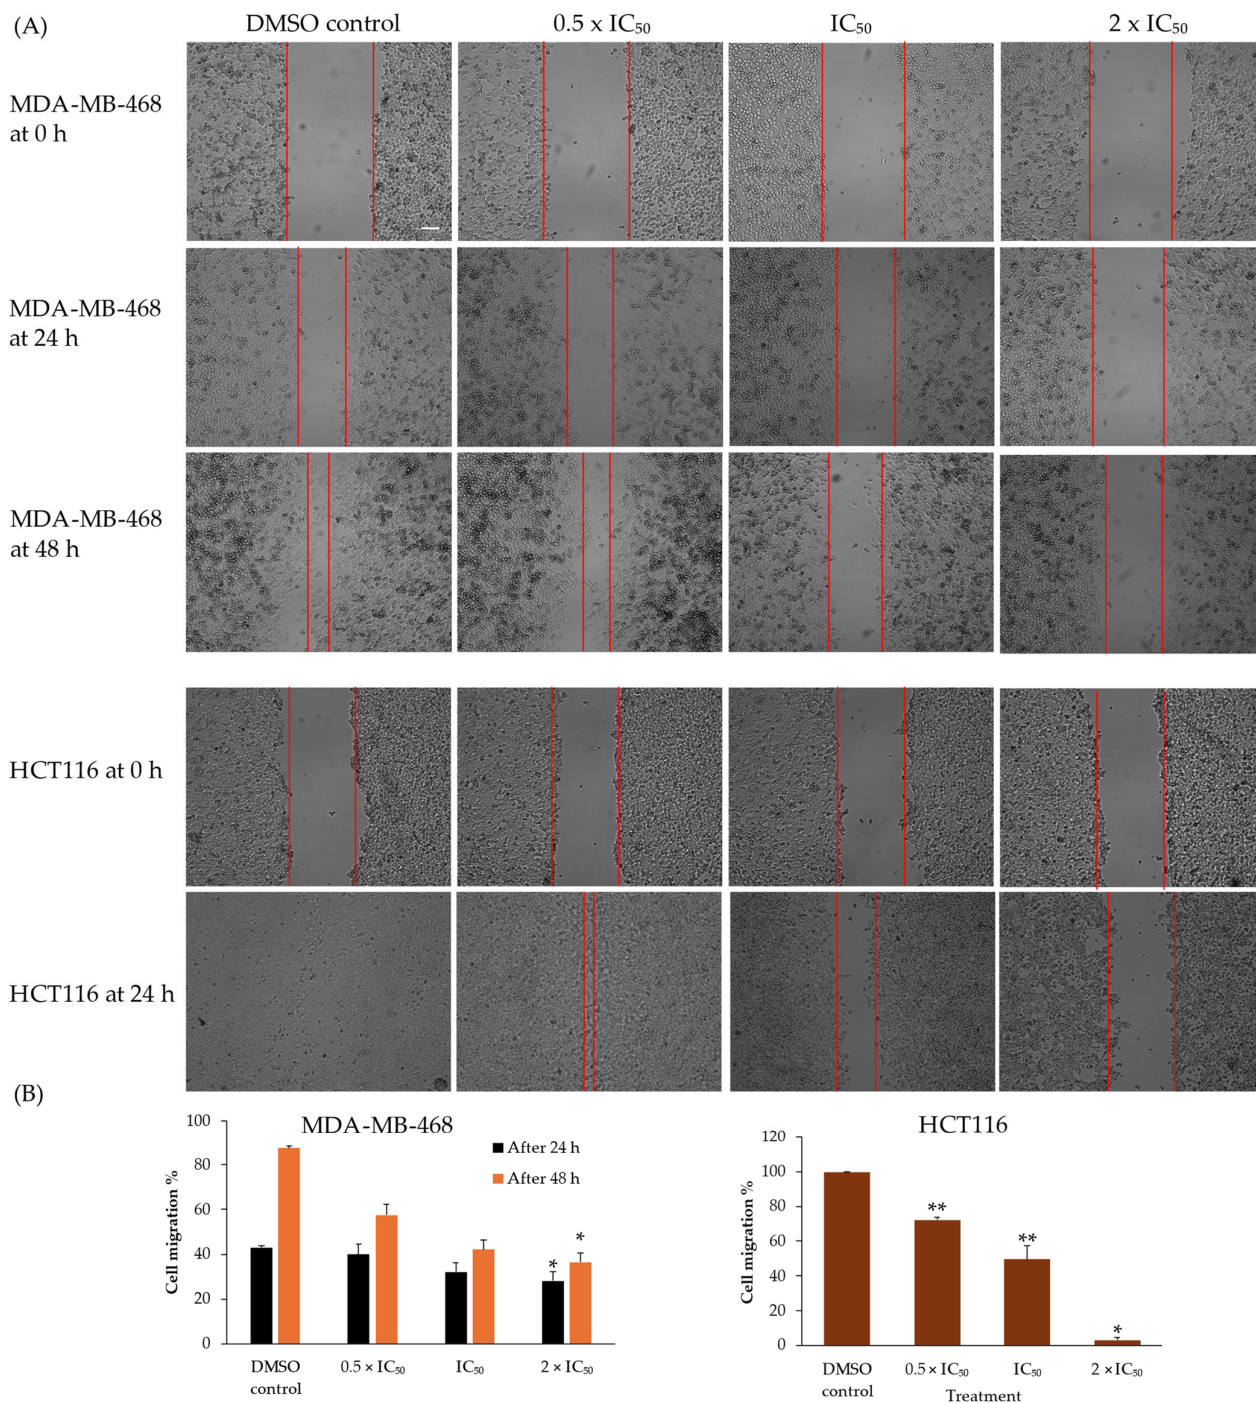 (A)
DMSO control
0.5 x IC₅₀
IC₅₀
2 x IC₅₀
MDA-MB-468
at 0 h
MDA-MB-468
at 24 h
MDA-MB-468
at 48 h
HCT116 at 0 h
HCT116 at 24 h
(B)
MDA-MB-468
After 24 h
After 48 h
Cell migration %
100
80
60
40
20
0
*
*
DMSO
control
0.5 × IC₅₀
IC₅₀
2 × IC₅₀
HCT116
Cell migration %
120
100
80
60
40
20
0
**
**
*
DMSO
control
0.5 × IC₅₀
IC₅₀
2 × IC₅₀
Treatment